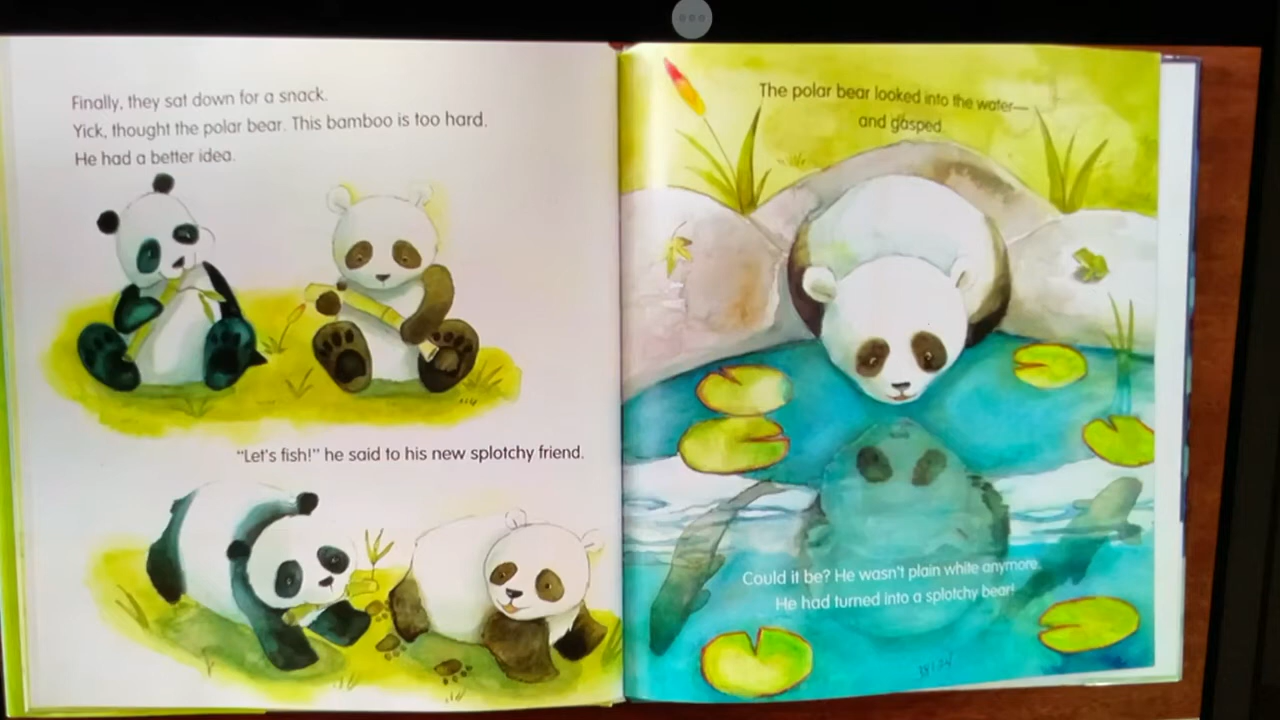 Finally, they sat down for a snack.
Yick, thought the polar bear. This bamboo is too hard.
He had a better idea.
"Let's fish!" he said to his new splotchy friend.
The polar bear looked into the water—
and gasped.
Could it be? He wasn't plain white anymore.
He had turned into a splotchy bear!